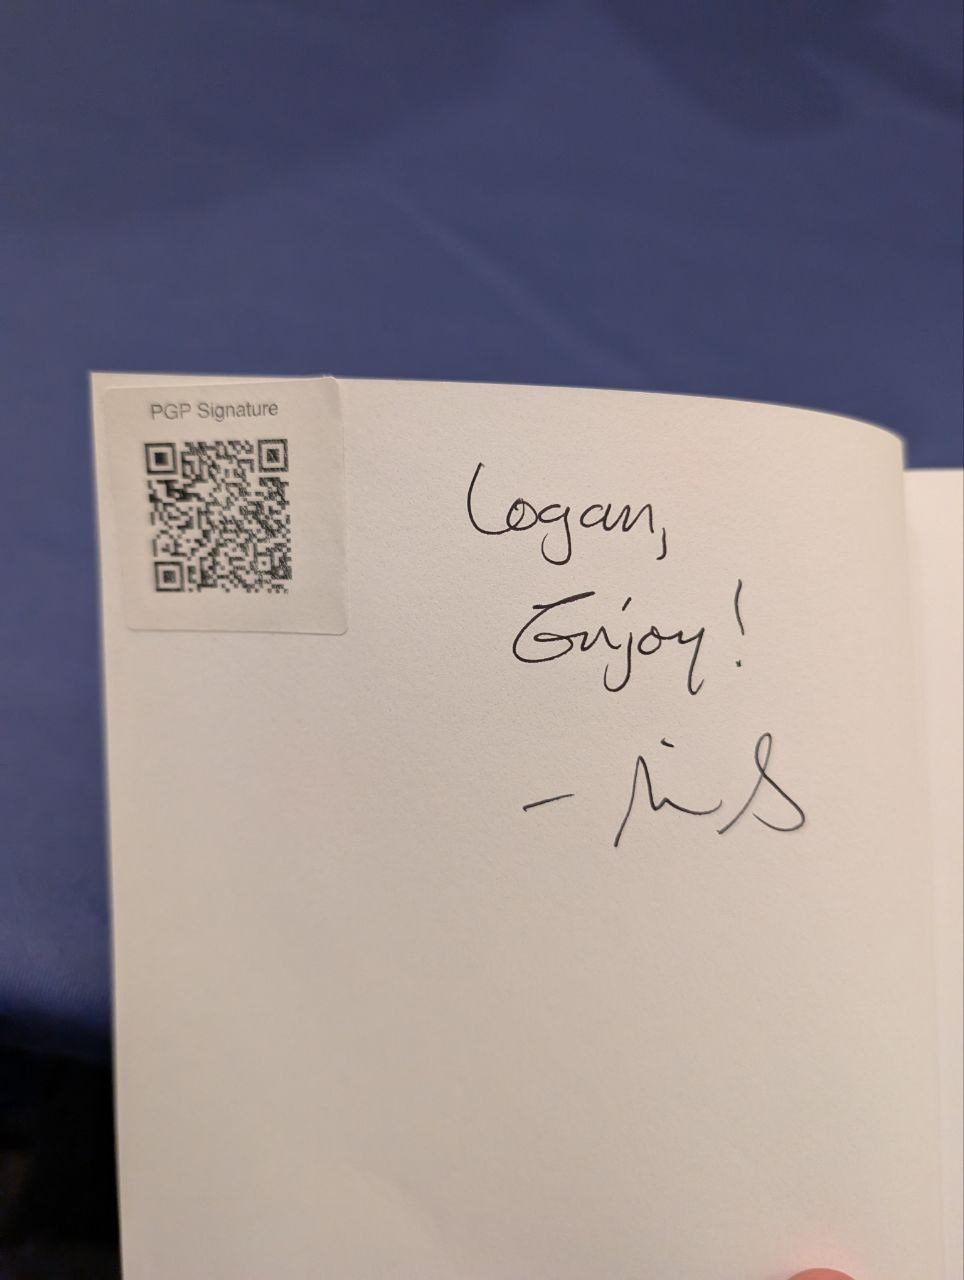 PGP Signature
Logan,
Enjoy!